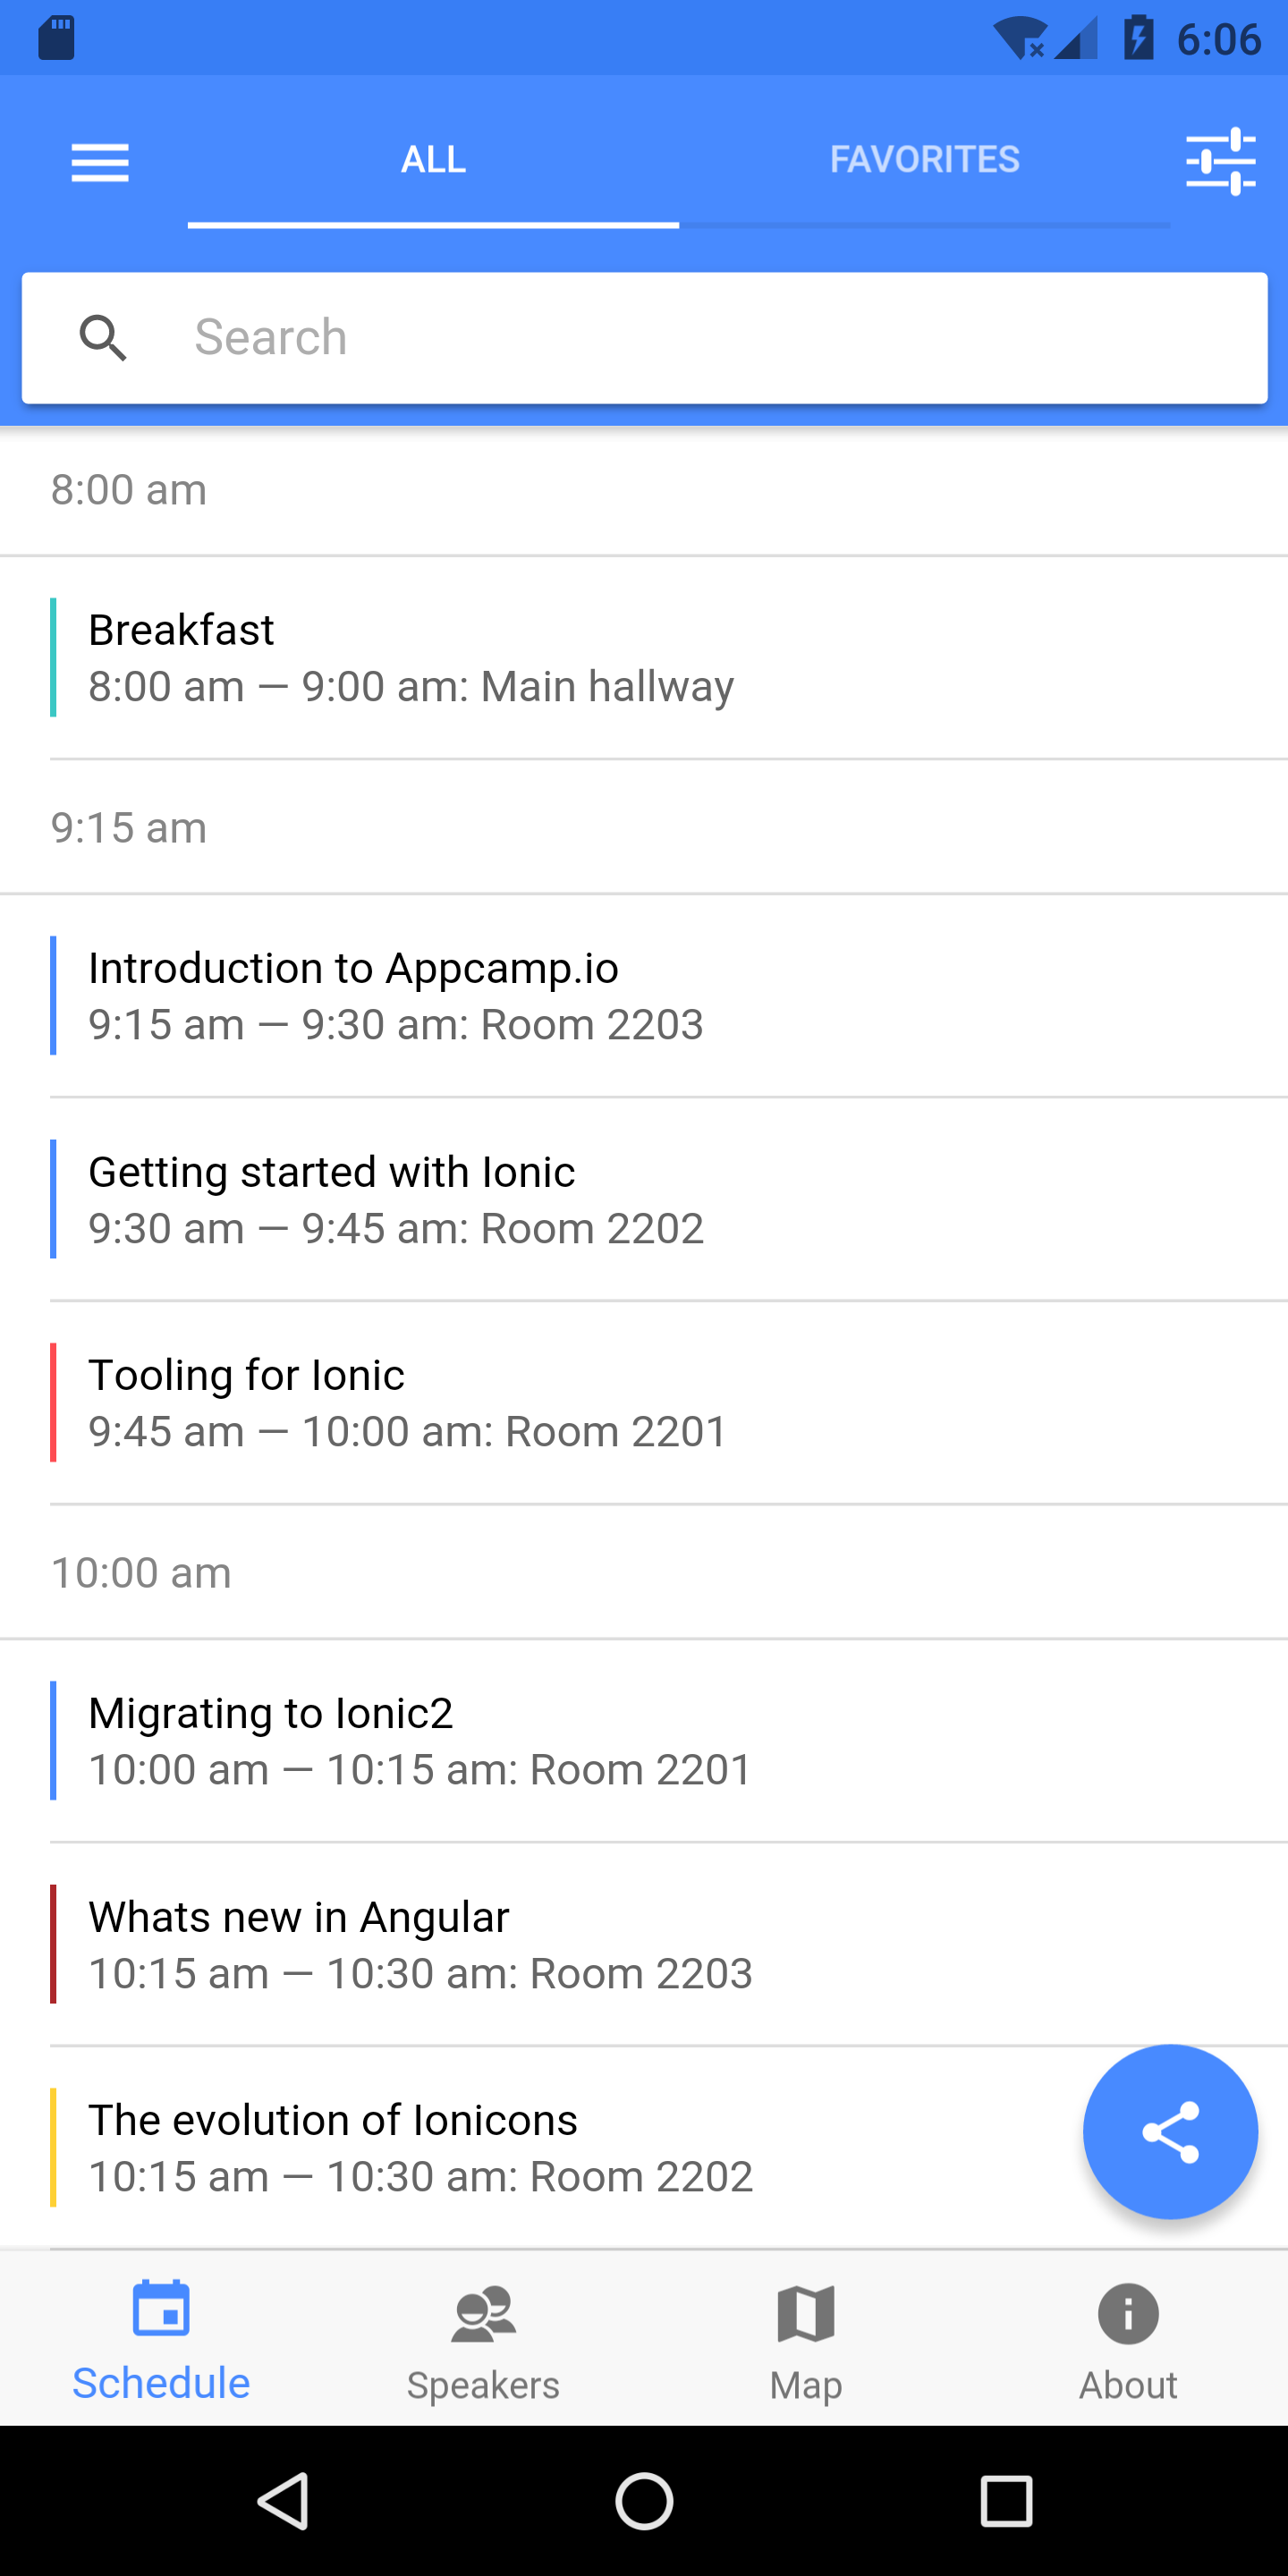 6:06
ALL
FAVORITES
Search
8:00 am
Breakfast
8:00 am — 9:00 am: Main hallway
9:15 am
Introduction to Appcamp.io
9:15 am — 9:30 am: Room 2203
Getting started with Ionic
9:30 am — 9:45 am: Room 2202
Tooling for Ionic
9:45 am — 10:00 am: Room 2201
10:00 am
Migrating to Ionic2
10:00 am — 10:15 am: Room 2201
Whats new in Angular
10:15 am — 10:30 am: Room 2203
The evolution of Ionicons
10:15 am — 10:30 am: Room 2202
Schedule
Speakers
Map
About